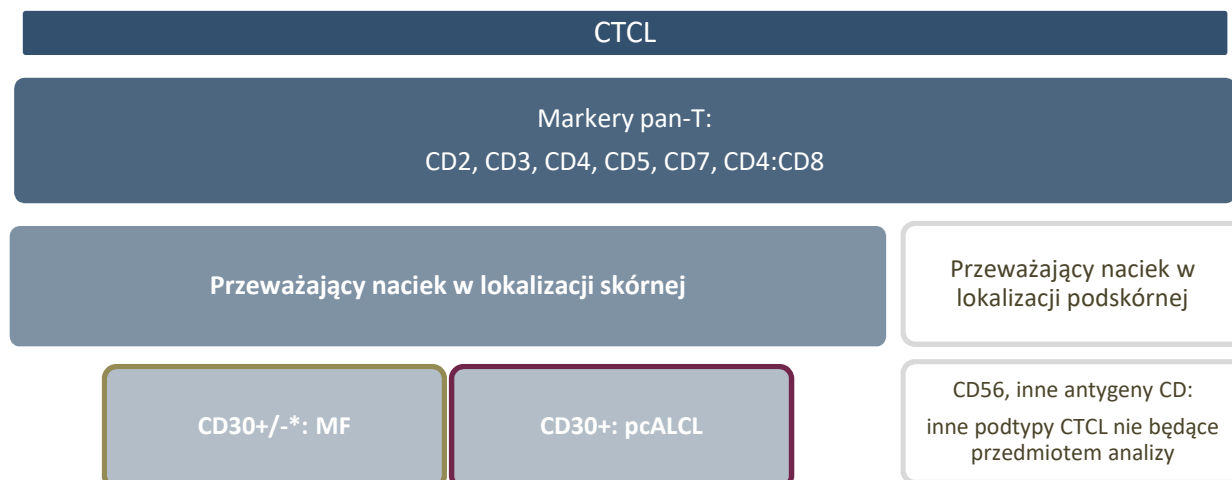 CTCL
Markery pan-T:
CD2, CD3, CD4, CD5, CD7, CD4:CD8
Przeważający naciek w lokalizacji skórnej
Przeważający naciek w
lokalizacji podskórnej
CD30+/-*: MF
CD30+: pcALCL
CD56, inne antygeny CD:
inne podtypy CTCL nie będące
przedmiotem analizy